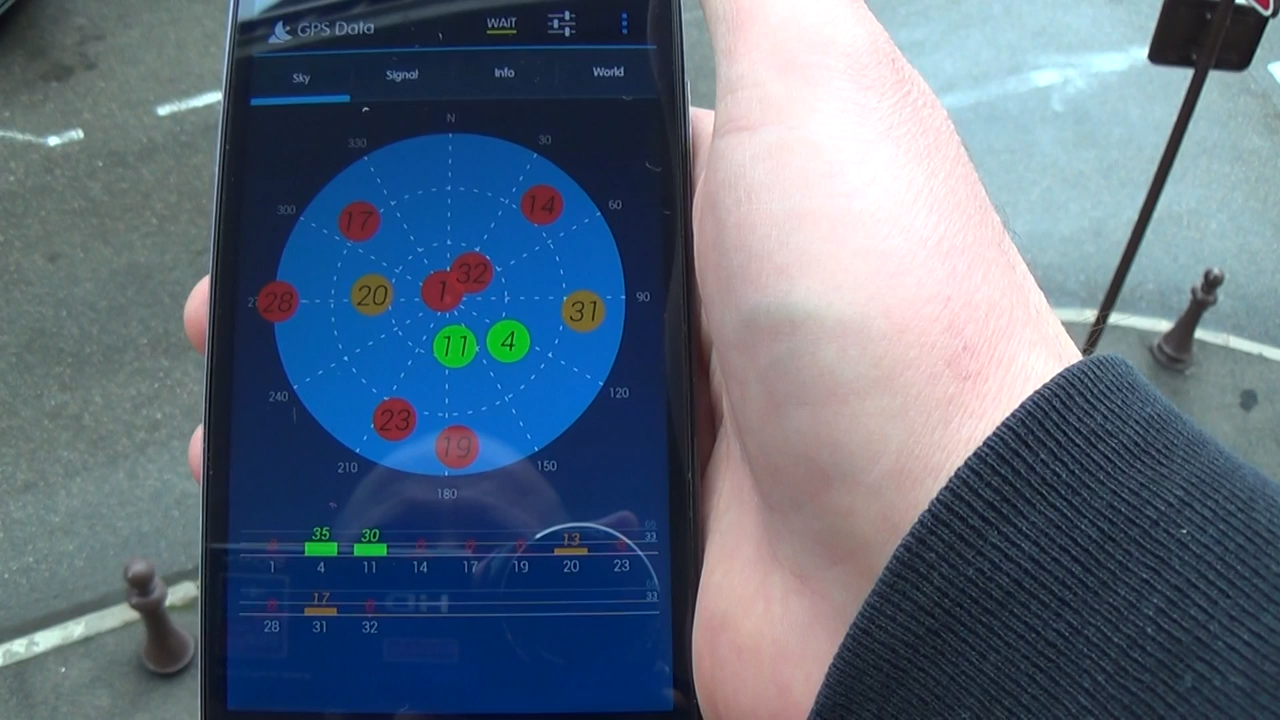 GPS Data WAIT
Sky Signal Info World
N
330 30
300 60
17 14
32
1
28 20 31 90
11 4
240 120
23
19
210 150
180
35 30 13 33
1 4 11 14 17 19 20 23
17 33
28 31 32